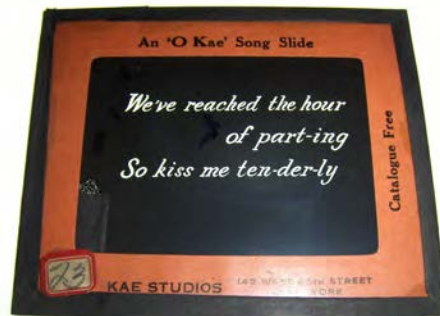 An 'O Kae' Song Slide
We've reached the hour
of part-ing
So kiss me ten-der-ly
Catalogue Free
23
KAE STUDIOS
STREET
YORK